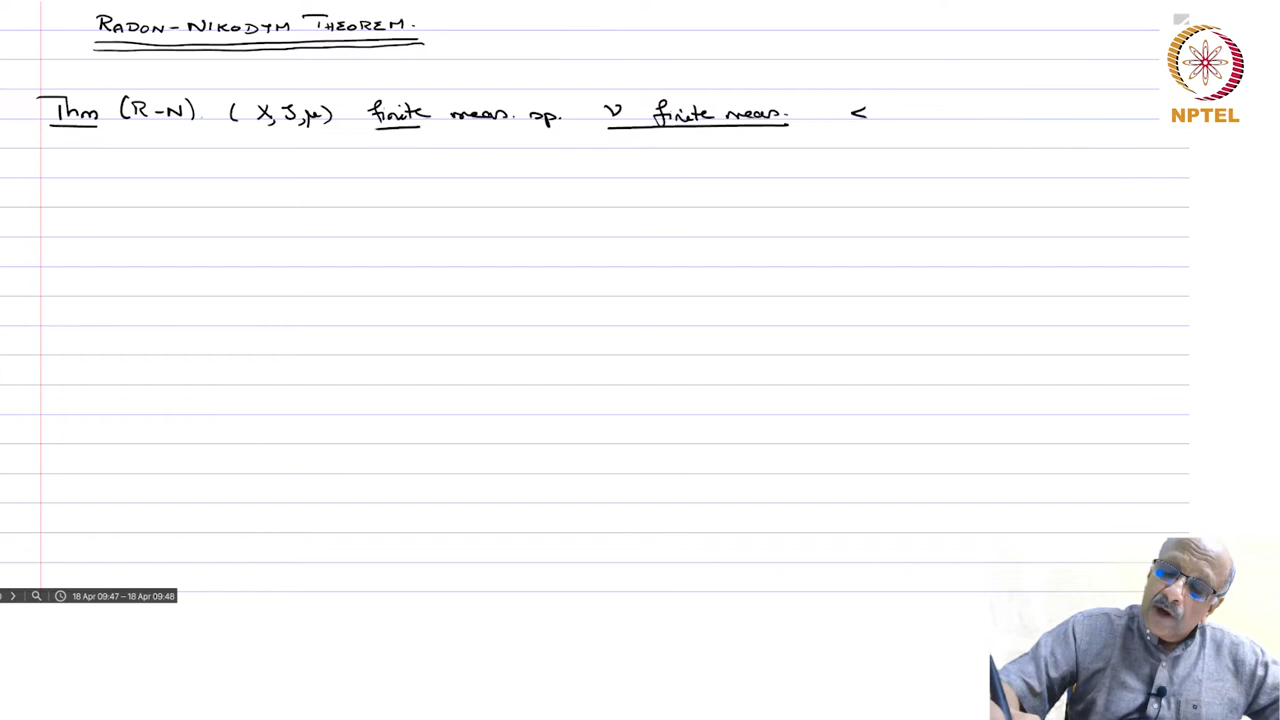 RADON-NIKODYM THEOREM.
NPTEL
Thm (R-N). (X, S, μ) finite meas. sp. ν finite meas. <
18 Apr 09:47 – 18 Apr 09:48